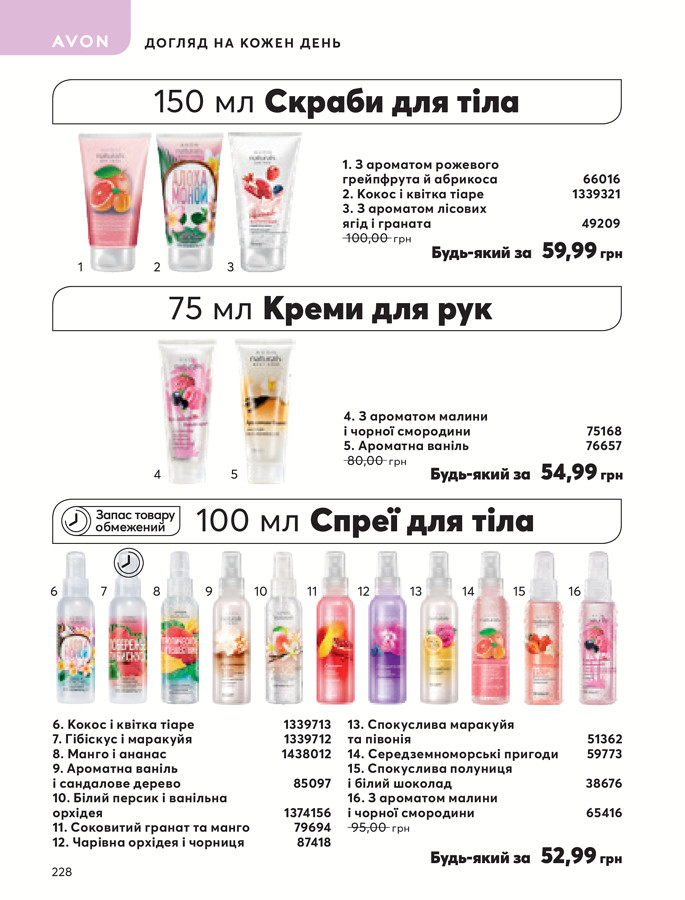 AVON
ДОГЛЯД НА КОЖЕН ДЕНЬ
150 мл Скраби для тіла
naturals
naturals
АЛОХА
МОНОЙ
1
2
3
1. З ароматом рожевого
грейпфрута й абрикоса 66016
2. Кокос і квітка тіаре 1339321
3. З ароматом лісових
ягід і граната 49209
100,00 грн
Будь-який за 59,99 грн
75 мл Креми для рук
naturals
naturals
4
5
4. З ароматом малини
і чорної смородини 75168
5. Ароматна ваніль 76657
80,00 грн
Будь-який за 54,99 грн
Запас товару
обмежений
100 мл Спреї для тіла
6
7
8
9
10
11
12
13
14
15
16
6. Кокос і квітка тіаре 1339713
7. Гібіскус і маракуйя 1339712
8. Манго і ананас 1438012
9. Ароматна ваніль
і сандалове дерево 85097
10. Білий персик і ванільна
орхідея 1374156
11. Соковитий гранат та манго 79694
12. Чарівна орхідея і чорниця 87418
13. Спокуслива маракуйя
та півонія 51362
14. Середземноморські пригоди 59773
15. Спокуслива полуниця
і білий шоколад 38676
16. З ароматом малини
і чорної смородини 65416
95,00 грн
Будь-який за 52,99 грн
228